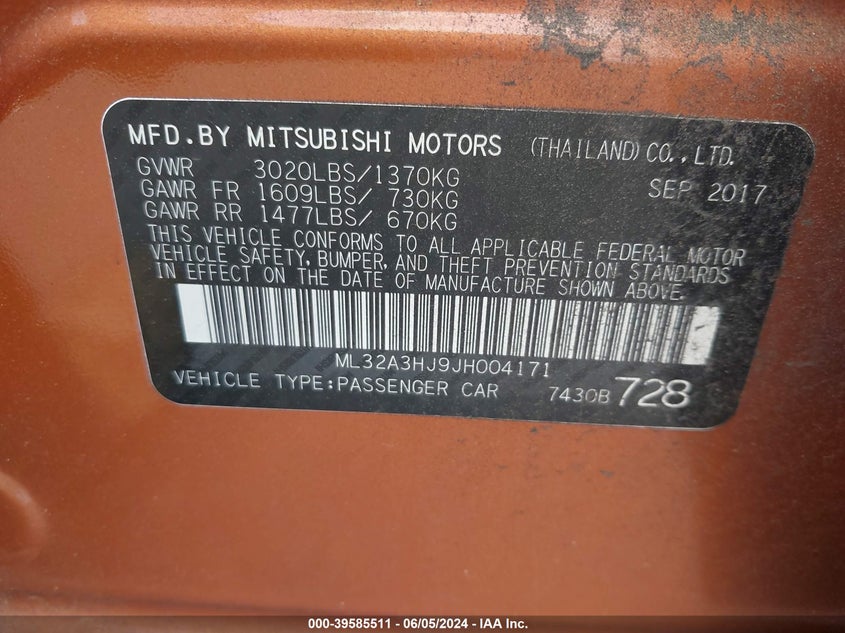 MFD.BY MITSUBISHI MOTORS (THAILAND) CO.,LTD.
GVWR 3020LBS/1370KG SEP 2017
GAWR FR 1609LBS/ 730KG
GAWR RR 1477LBS/ 670KG
THIS VEHICLE CONFORMS TO ALL APPLICABLE FEDERAL MOTOR
VEHICLE SAFETY, BUMPER, AND THEFT PREVENTION STANDARDS
IN EFFECT ON THE DATE OF MANUFACTURE SHOWN ABOVE.
ML32A3HJ9JH004171
VEHICLE TYPE:PASSENGER CAR 7430B 728
000-39585511 - 06/05/2024 - IAA Inc.